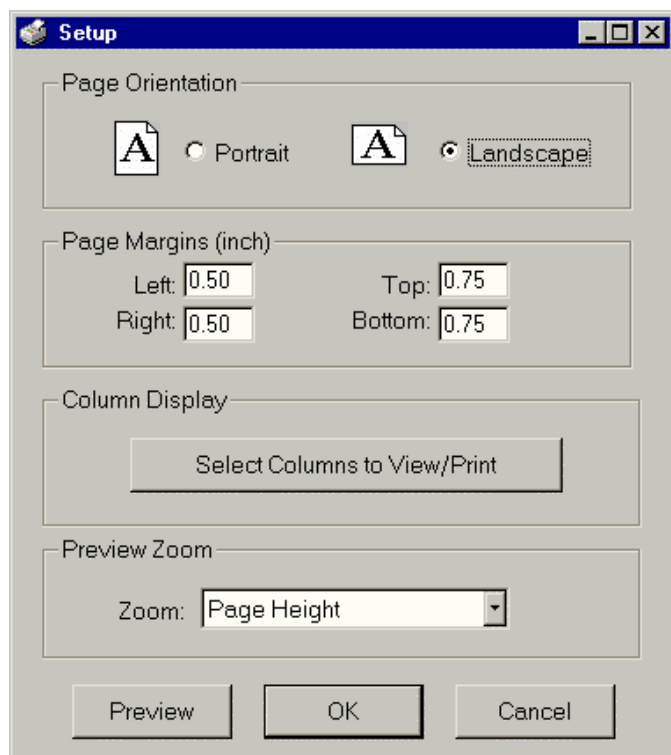 Setup
Page Orientation
A Portrait A Landscape
Page Margins (inch)
Left: 0.50 Top: 0.75
Right: 0.50 Bottom: 0.75
Column Display
Select Columns to View/Print
Preview Zoom
Zoom: Page Height
Preview OK Cancel